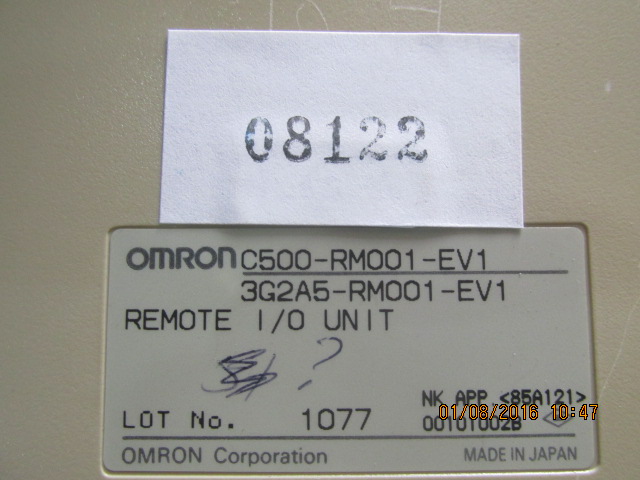 08122
OMRON C500-RM001-EV1
3G2A5-RM001-EV1
REMOTE I/O UNIT
?
NK APP <85A121>
01/08/2016 10:47
LOT No. 1077 00101002B
OMRON Corporation MADE IN JAPAN